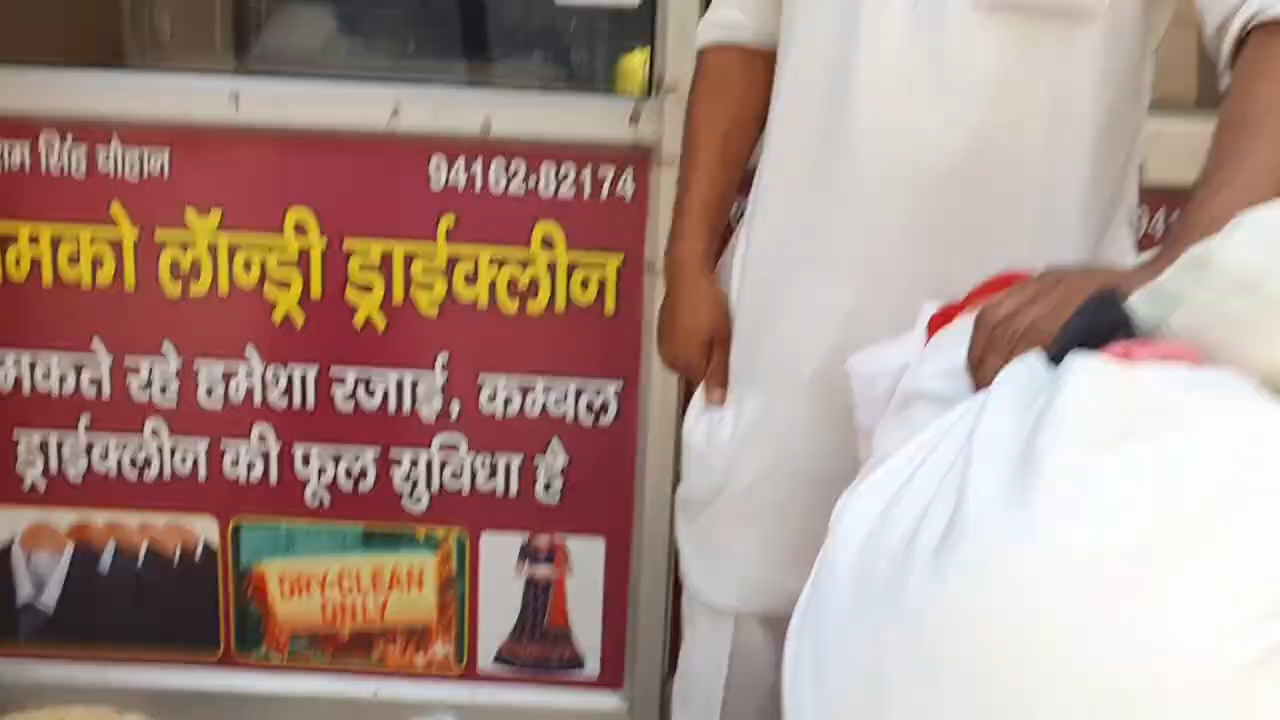 सिंह चौहान
94162-82174
लॅान्ड्री ड्राईक्लीन
रहे हमेशा रजाई, कम्बल
ड्राईक्लीन की फूल सुविधा है
DRY-CLEAN
ONLY